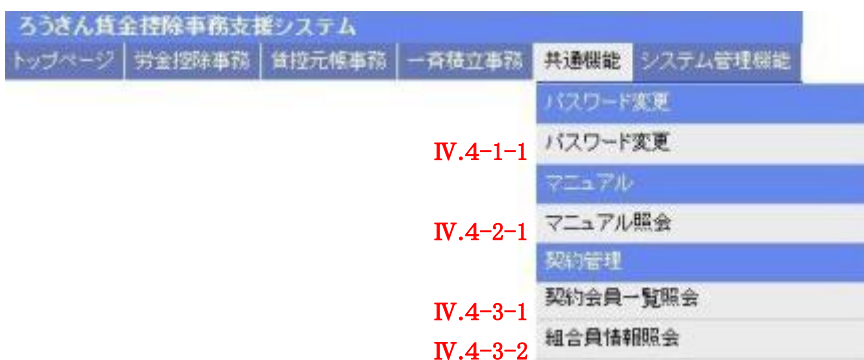 ろうきん賃金控除事務支援システム
トップページ 労金控除事務 賃控元帳事務 一斉積立事務 共通機能 システム管理機能
パスワード変更
Ⅳ.4-1-1 パスワード変更
マニュアル
Ⅳ.4-2-1 マニュアル照会
契約管理
Ⅳ.4-3-1 契約会員一覧照会
Ⅳ.4-3-2 組合員情報照会